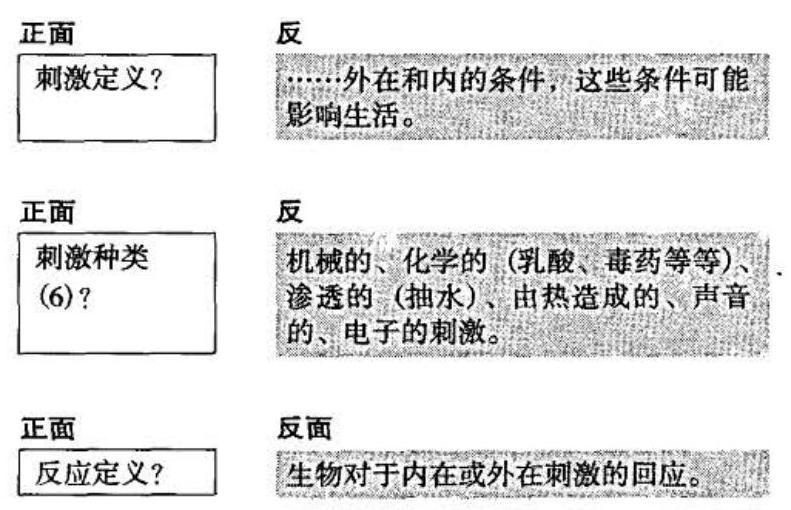 正面
反
刺激定义?
……外在和内的条件，这些条件可能
影响生活。
正面
反
刺激种类
(6)?
机械的、化学的（乳酸、毒药等等）、
渗透的（抽水）、由热造成的、声音
的、电子的刺激。
正面
反面
反应定义?
生物对于内在或外在刺激的回应。